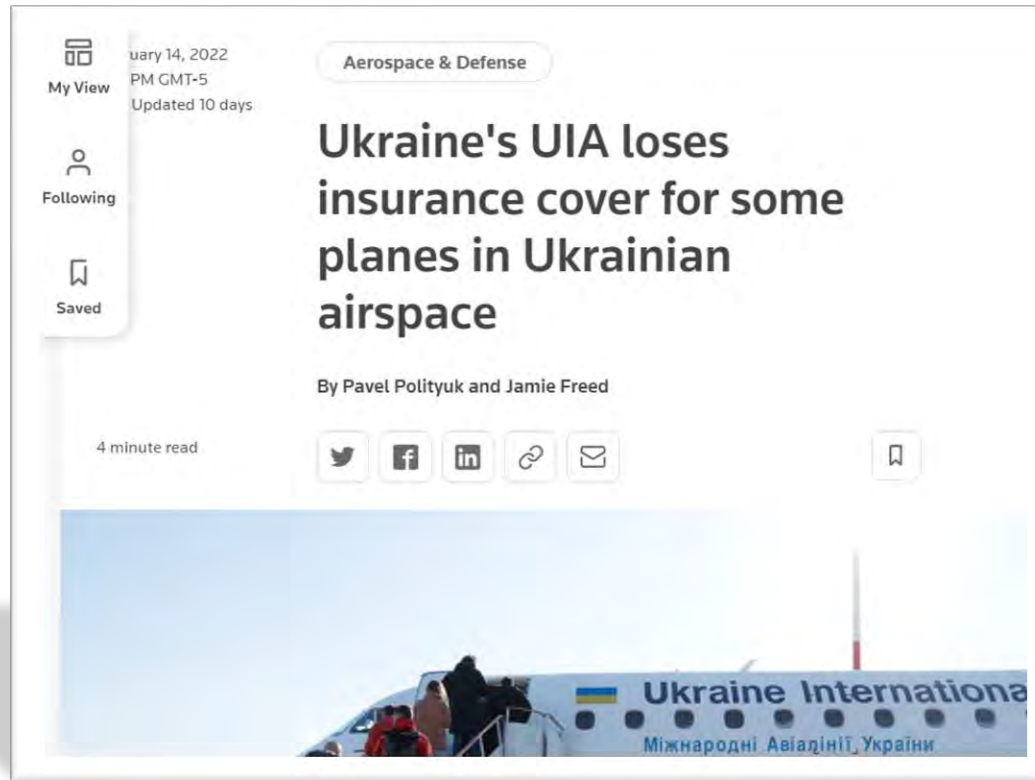 My View
Following
Saved
uary 14, 2022
PM GMT-5
Updated 10 days
4 minute read
Aerospace & Defense
Ukraine's UIA loses
insurance cover for some
planes in Ukrainian
airspace
By Pavel Polityuk and Jamie Freed
Ukraine Internationa
Міжнародні Авіалінії України